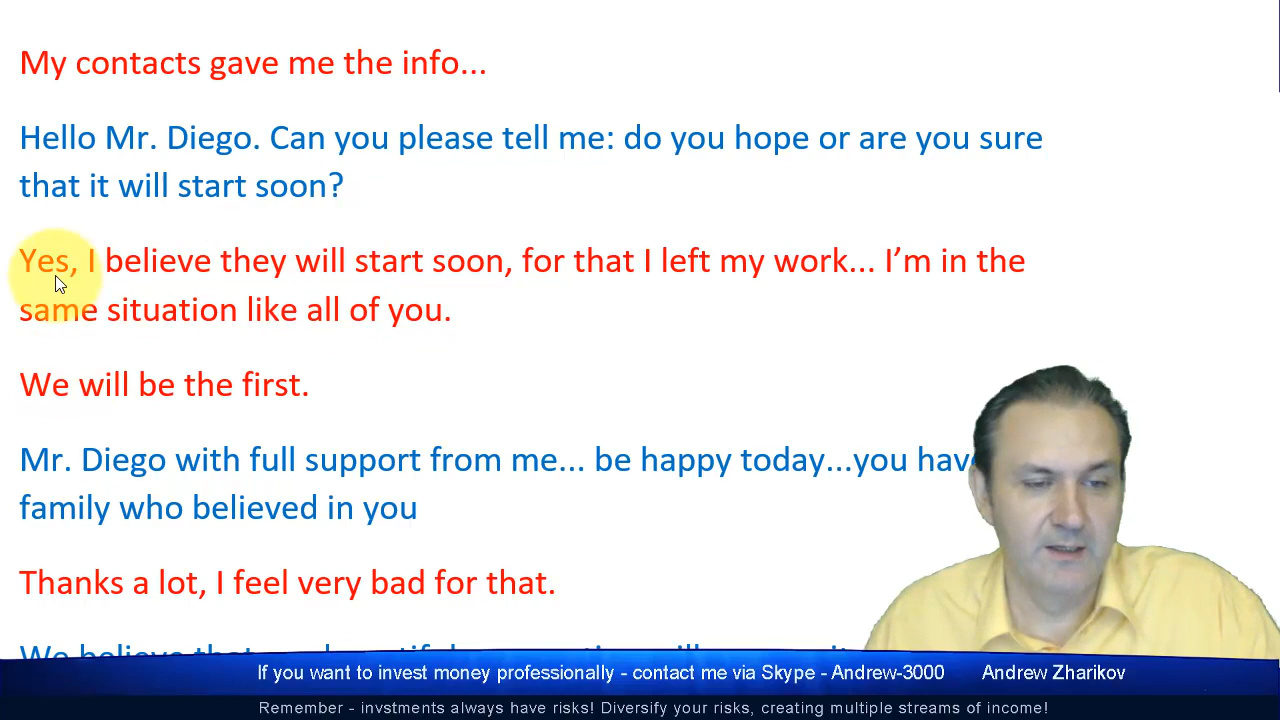 My contacts gave me the info...
Hello Mr. Diego. Can you please tell me: do you hope or are you sure
that it will start soon?
Yes, I believe they will start soon, for that I left my work... I’m in the
same situation like all of you.
We will be the first.
Mr. Diego with full support from me... be happy today...you have
family who believed in you
Thanks a lot, I feel very bad for that.
We believe that
If you want to invest money professionally - contact me via Skype - Andrew-3000 Andrew Zharikov
Remember - invstments always have risks! Diversify your risks, creating multiple streams of income!